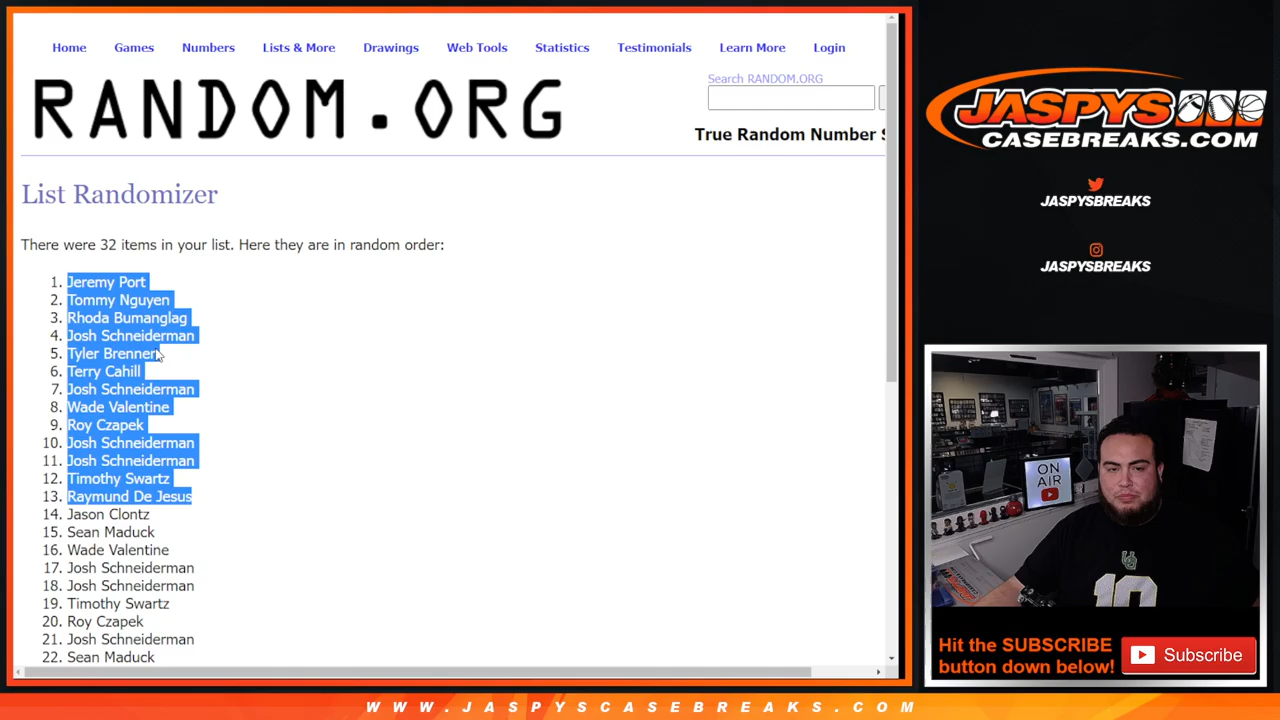 Home Games Numbers Lists & More Drawings Web Tools Statistics Testimonials Learn More Login
RANDOM.ORG
Search RANDOM.ORG
True Random Number S
List Randomizer
There were 32 items in your list. Here they are in random order:
1. Jeremy Port
2. Tommy Nguyen
3. Rhoda Bumanglag
4. Josh Schneiderman
5. Tyler Brennen
6. Terry Cahill
7. Josh Schneiderman
8. Wade Valentine
9. Roy Czapek
10. Josh Schneiderman
11. Josh Schneiderman
12. Timothy Swartz
13. Raymund De Jesus
14. Jason Clontz
15. Sean Maduck
16. Wade Valentine
17. Josh Schneiderman
18. Josh Schneiderman
19. Timothy Swartz
20. Roy Czapek
21. Josh Schneiderman
22. Sean Maduck
JASPYS
CASEBREAKS.COM
JASPYSBREAKS
JASPYSBREAKS
ON
AIR
10
Hit the SUBSCRIBE
button down below!
Subscribe
WWW.JASPYSCASEBREAKS.COM